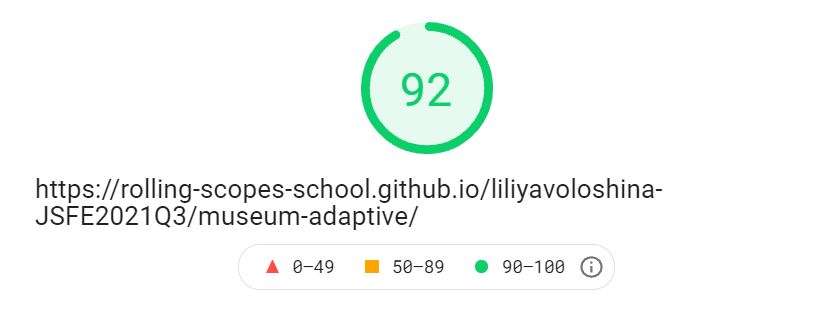 92
https://rolling-scopes-school.github.io/liliyavoloshina-
JSFE2021Q3/museum-adaptive/
0–49 50–89 90–100